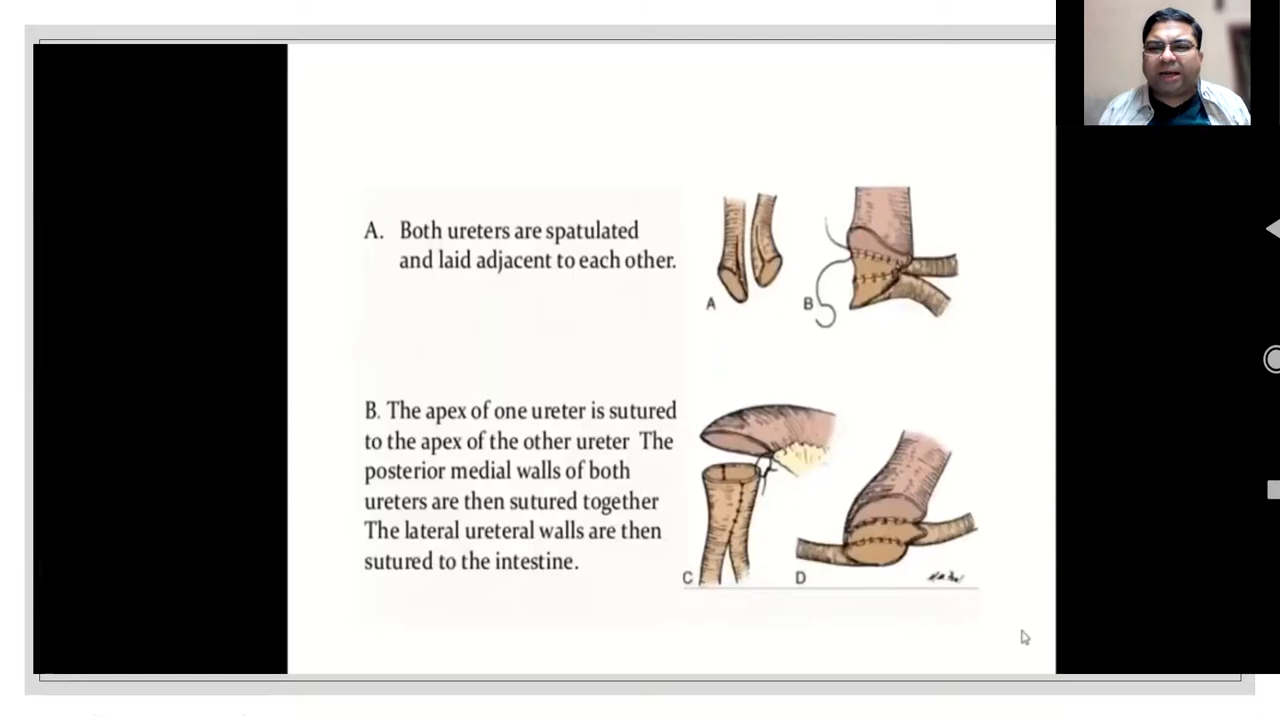 A. Both ureters are spatulated
and laid adjacent to each other.
A
B
B. The apex of one ureter is sutured
to the apex of the other ureter The
posterior medial walls of both
ureters are then sutured together
The lateral ureteral walls are then
sutured to the intestine.
C
D